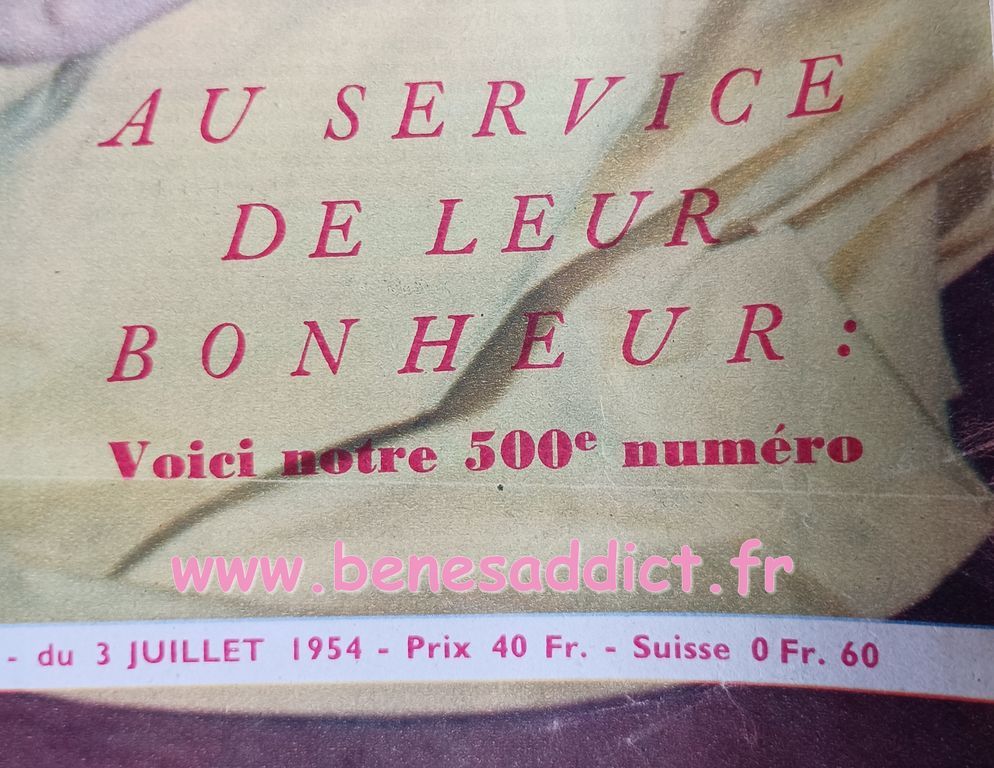 AU SERVICE
DE LEUR
BONHEUR :
Voici notre 500e numéro
www.benesaddict.fr
- du 3 JUILLET 1954 - Prix 40 Fr. - Suisse 0 Fr. 60